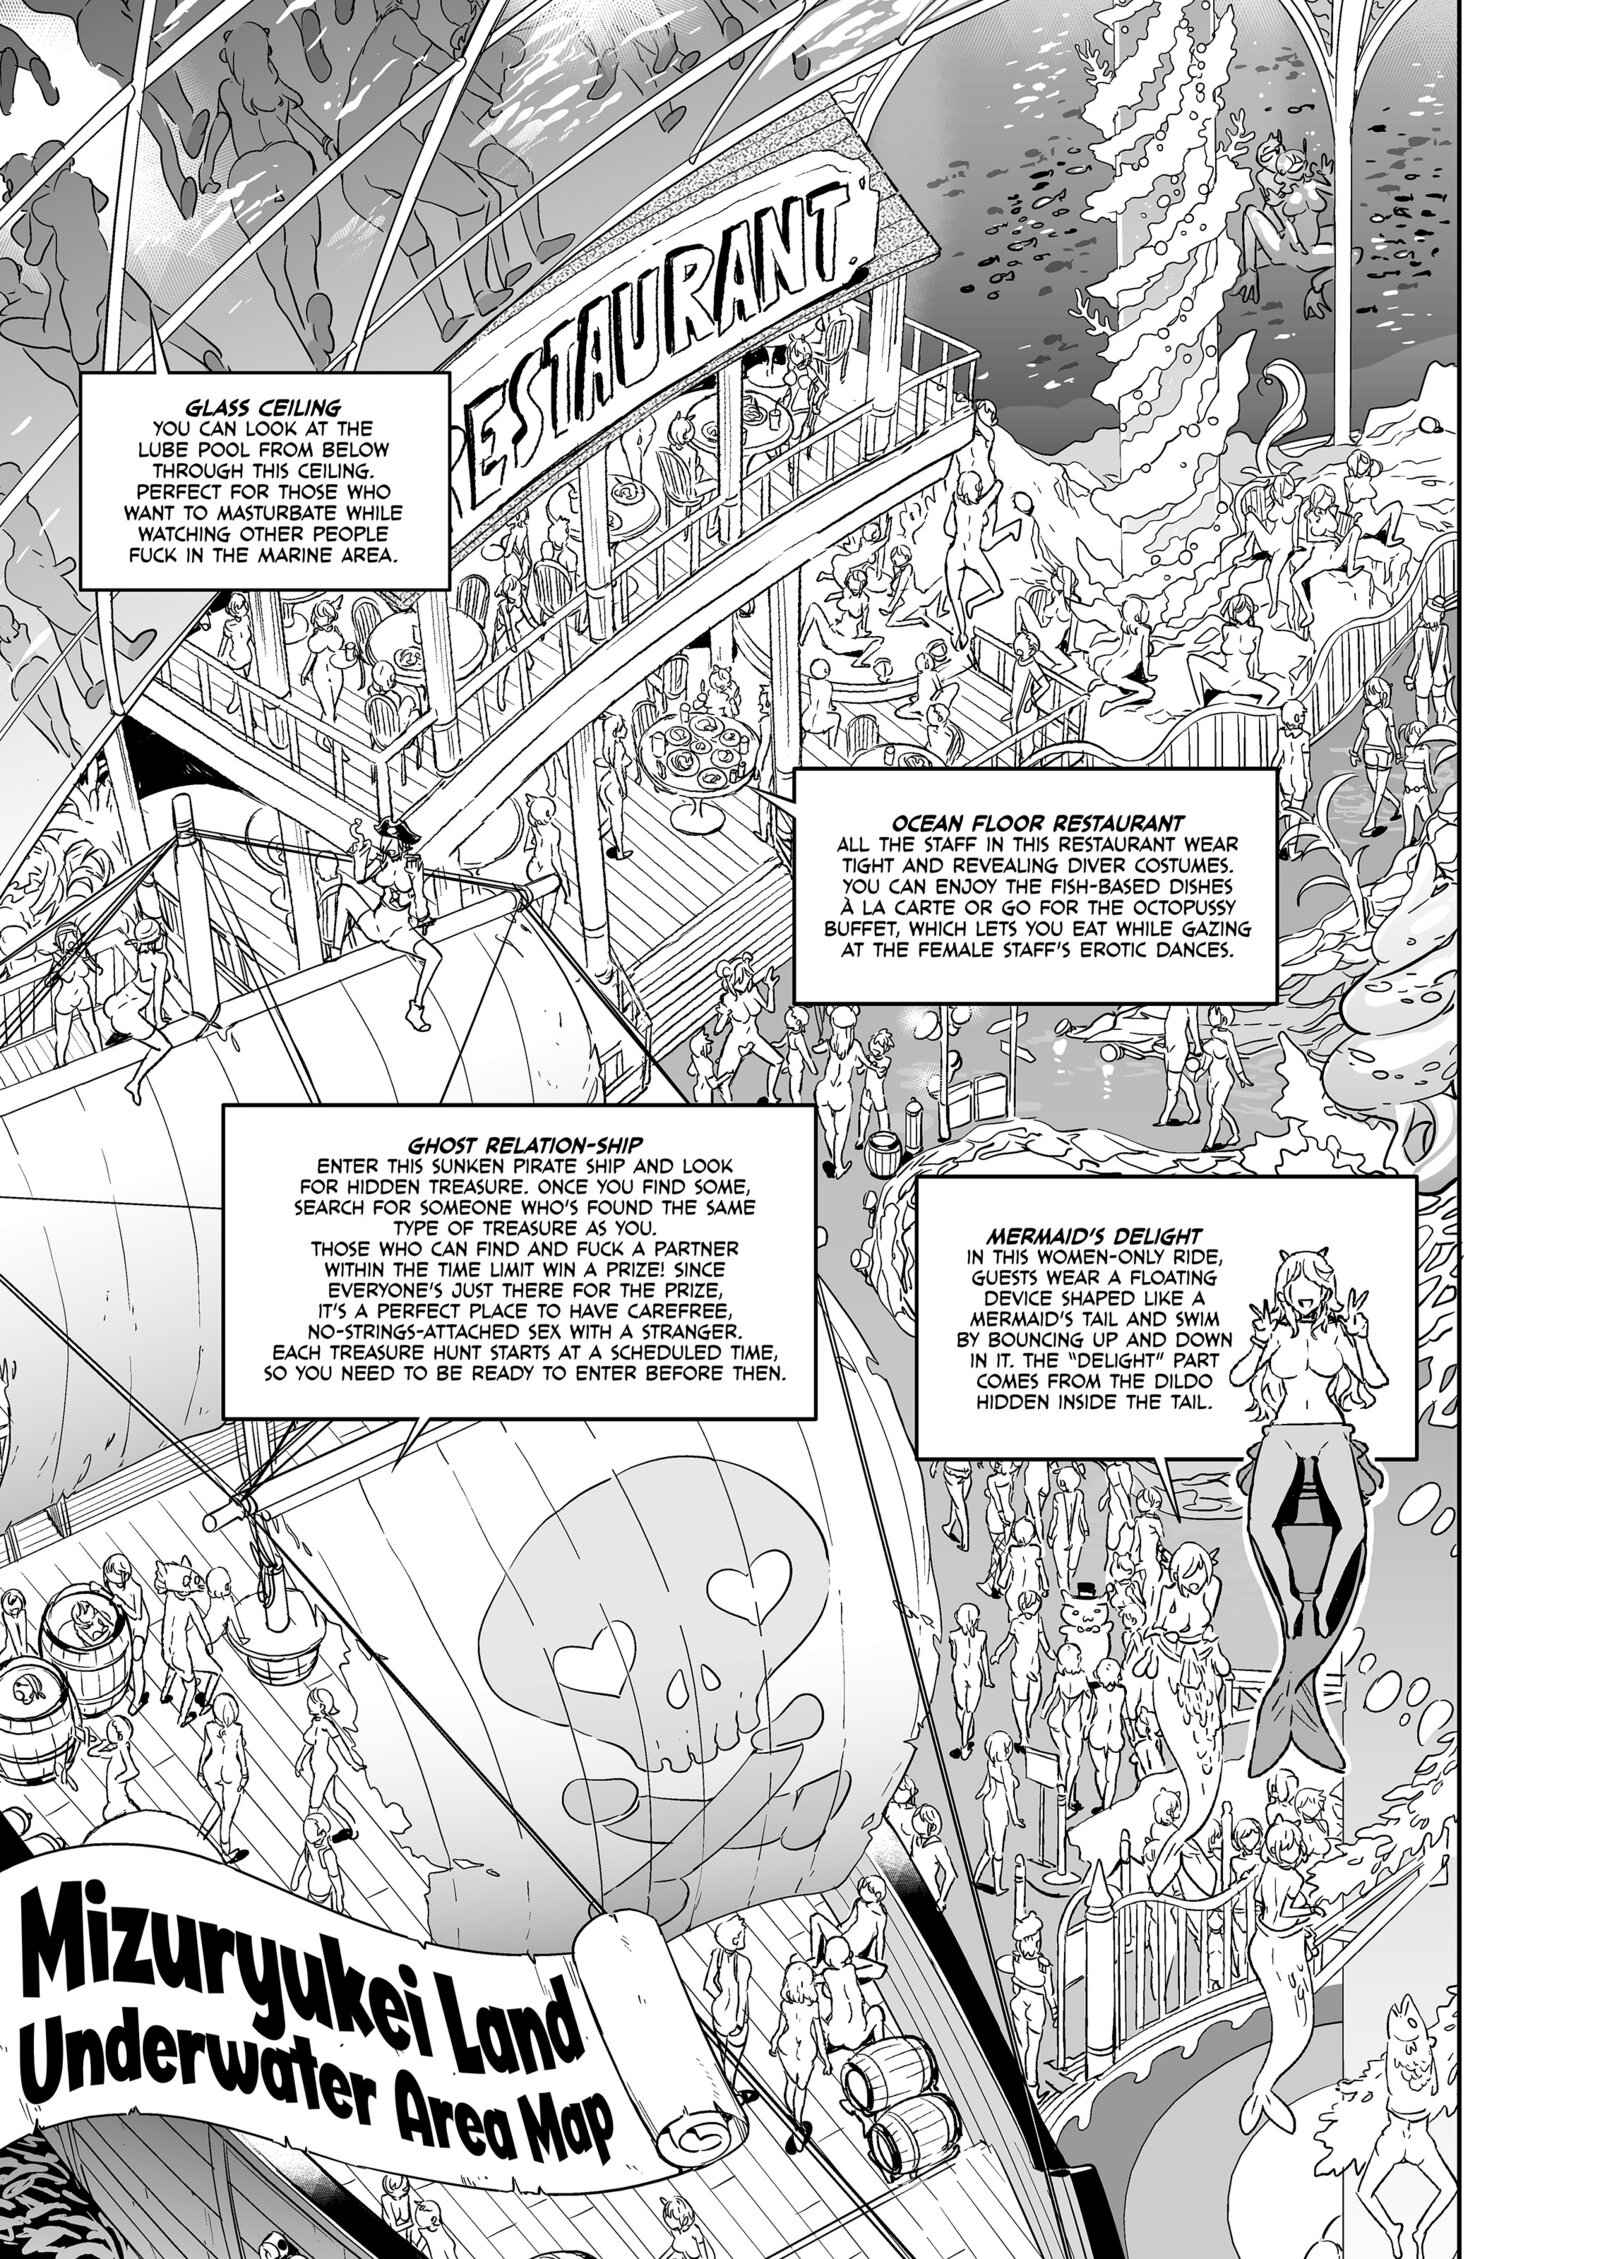 RESTAURANT
GLASS CEILING
YOU CAN LOOK AT THE
LUBE POOL FROM BELOW
THROUGH THIS CEILING.
PERFECT FOR THOSE WHO
WANT TO MASTURBATE WHILE
WATCHING OTHER PEOPLE
FUCK IN THE MARINE AREA.
OCEAN FLOOR RESTAURANT
ALL THE STAFF IN THIS RESTAURANT WEAR
TIGHT AND REVEALING DIVER COSTUMES.
YOU CAN ENJOY THE FISH-BASED DISHES
À LA CARTE OR GO FOR THE OCTOPUSSY
BUFFET, WHICH LETS YOU EAT WHILE GAZING
AT THE FEMALE STAFF'S EROTIC DANCES.
GHOST RELATION-SHIP
ENTER THIS SUNKEN PIRATE SHIP AND LOOK
FOR HIDDEN TREASURE. ONCE YOU FIND SOME,
SEARCH FOR SOMEONE WHO'S FOUND THE SAME
TYPE OF TREASURE AS YOU.
THOSE WHO CAN FIND AND FUCK A PARTNER
WITHIN THE TIME LIMIT WIN A PRIZE! SINCE
EVERYONE'S JUST THERE FOR THE PRIZE,
IT'S A PERFECT PLACE TO HAVE CAREFREE,
NO-STRINGS-ATTACHED SEX WITH A STRANGER.
EACH TREASURE HUNT STARTS AT A SCHEDULED TIME,
SO YOU NEED TO BE READY TO ENTER BEFORE THEN.
MERMAID'S DELIGHT
IN THIS WOMEN-ONLY RIDE,
GUESTS WEAR A FLOATING
DEVICE SHAPED LIKE A
MERMAID'S TAIL AND SWIM
BY BOUNCING UP AND DOWN
IN IT. THE "DELIGHT" PART
COMES FROM THE DILDO
HIDDEN INSIDE THE TAIL.
Mizuryukei Land
Underwater Area Map